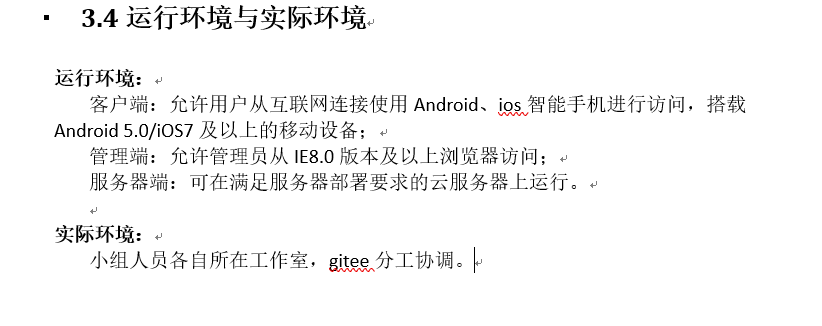 3.4 运行环境与实际环境
运行环境：
客户端：允许用户从互联网连接使用 Android、ios 智能手机进行访问，搭载
Android 5.0/iOS7 及以上的移动设备；
管理端：允许管理员从 IE8.0 版本及以上浏览器访问；
服务器端：可在满足服务器部署要求的云服务器上运行。
实际环境：
小组人员各自所在工作室，gitee 分工协调。